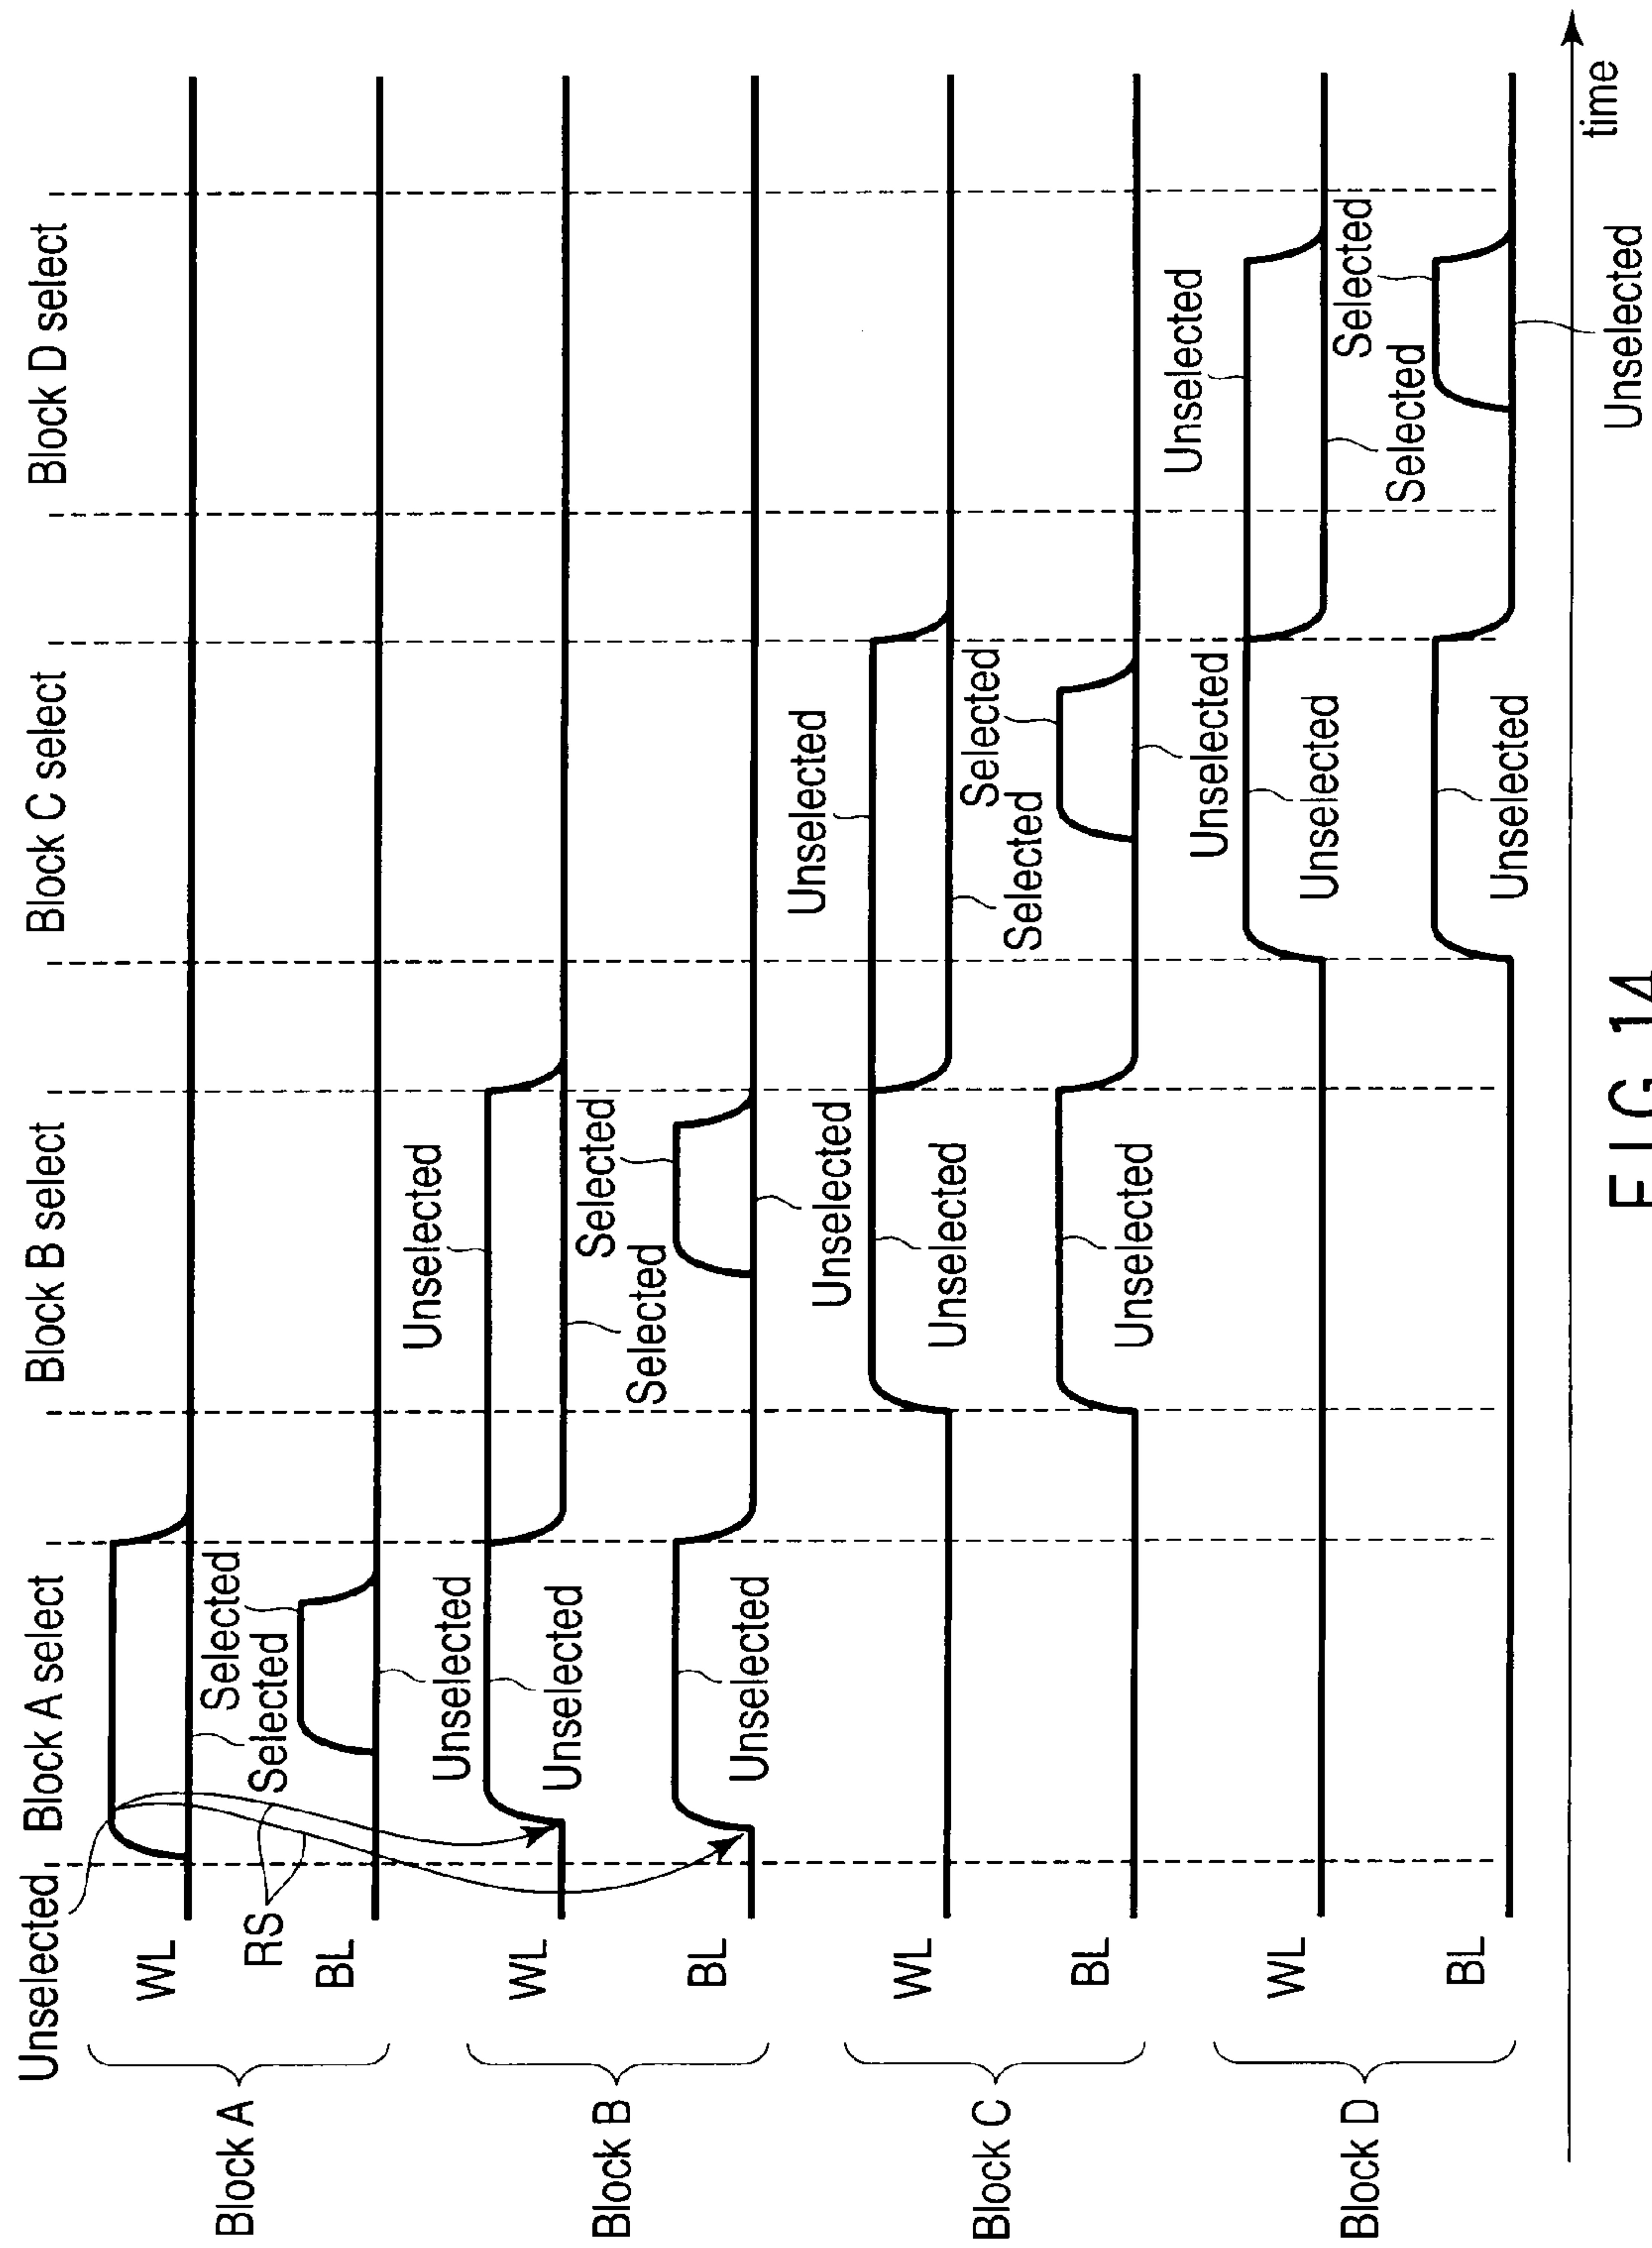 Block A select
Block B select
Block C select
Block D select
Unselected
Block A
WL
RS
BL
Selected
Selected
Unselected
Block B
WL
BL
Unselected
Unselected
Unselected
Selected
Selected
Unselected
Block C
WL
BL
Unselected
Unselected
Unselected
Selected
Selected
Unselected
Block D
WL
BL
Unselected
Unselected
Unselected
Selected
Selected
Unselected
time
FIG. 14